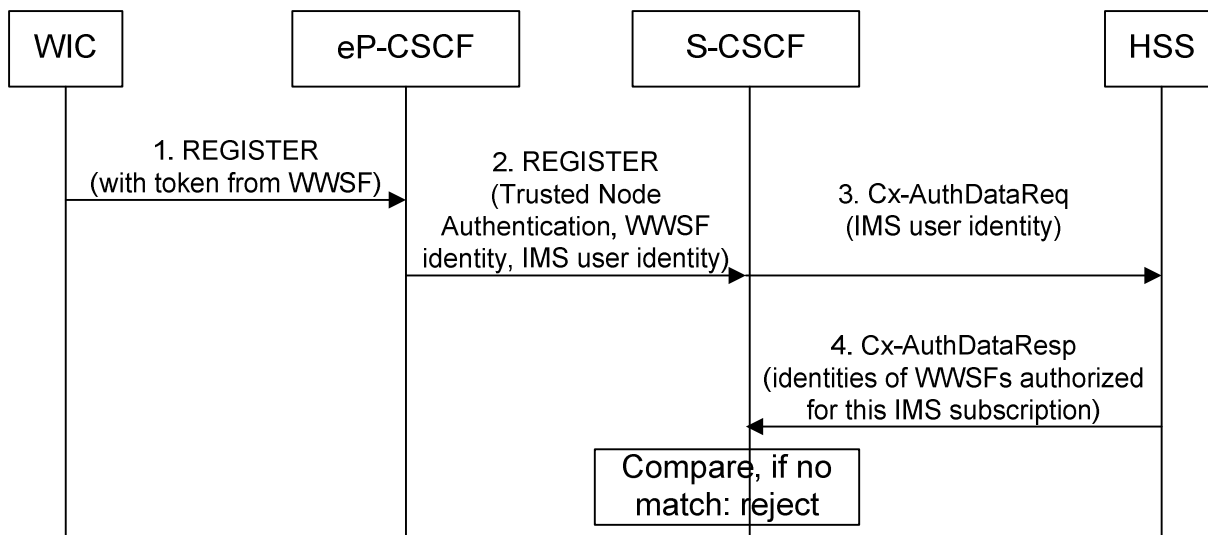 WIC
eP-CSCF
S-CSCF
HSS
1. REGISTER
(with token from WWSF)
2. REGISTER
(Trusted Node
Authentication, WWSF
identity, IMS user identity)
3. Cx-AuthDataReq
(IMS user identity)
4. Cx-AuthDataResp
(identities of WWSFs authorized
for this IMS subscription)
Compare, if no
match: reject